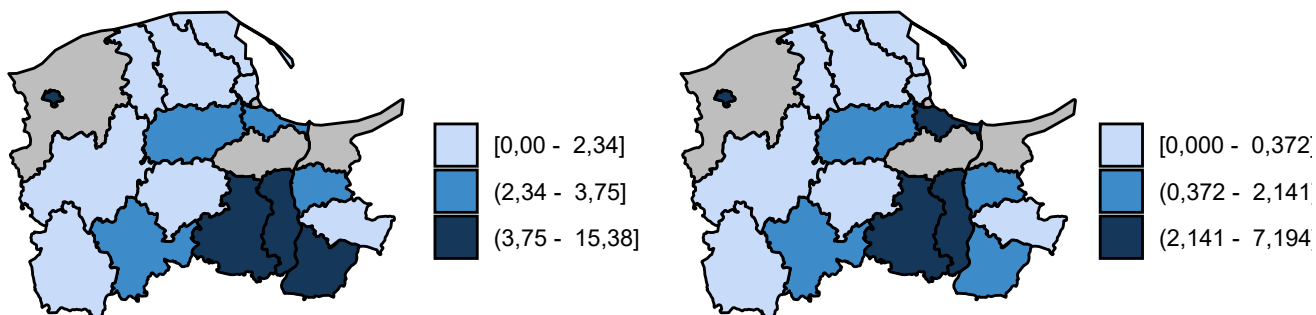 [0,00 - 2,34]
(2,34 - 3,75]
(3,75 - 15,38]
[0,000 - 0,372]
(0,372 - 2,141]
(2,141 - 7,194]